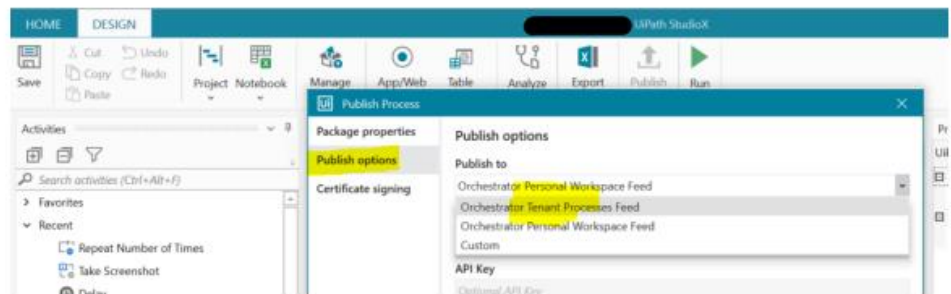 HOME DESIGN UiPath StudioX
Save Cut Undo Copy Redo Paste Project Notebook Manage App/Web Table Analyze Export Publish Run
Publish Process
Activities
Package properties
Publish options
Publish options
Publish to
Certificate signing
Orchestrator Personal Workspace Feed
Search activities (Ctrl+Alt+F)
Orchestrator Tenant Processes Feed
Favorites
Orchestrator Personal Workspace Feed
Recent
Custom
Repeat Number of Times
Take Screenshot
API Key
Delay
Optional API Key